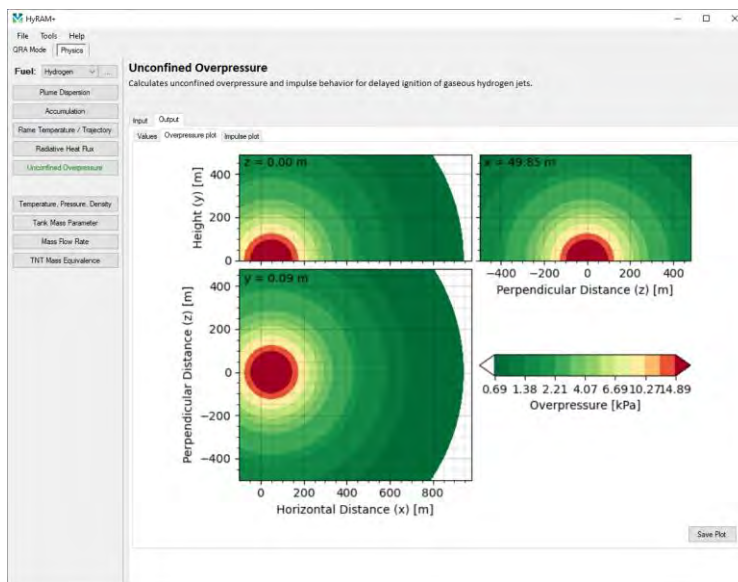 HyRAM+
File Tools Help
QRA Mode Physics
Fuel: Hydrogen ...
Plume Dispersion
Accumulation
Flame Temperature / Trajectory
Radiative Heat Flux
Unconfined Overpressure
Temperature, Pressure, Density
Tank Mass Parameter
Mass Flow Rate
TNT Mass Equivalence
Unconfined Overpressure
Calculates unconfined overpressure and impulse behavior for delayed ignition of gaseous hydrogen jets.
Input Output
Values Overpressure plot Impulse plot
z = 0.00 m
400
200
0
Height (y) [m]
x = 49.85 m
−400 −200 0 200 400
Perpendicular Distance (z) [m]
y = 0.09 m
400
200
0
−200
−400
Perpendicular Distance (z) [m]
0 200 400 600 800
Horizontal Distance (x) [m]
0.69 1.38 2.21 4.07 6.69 10.27 14.89
Overpressure [kPa]
Save Plot